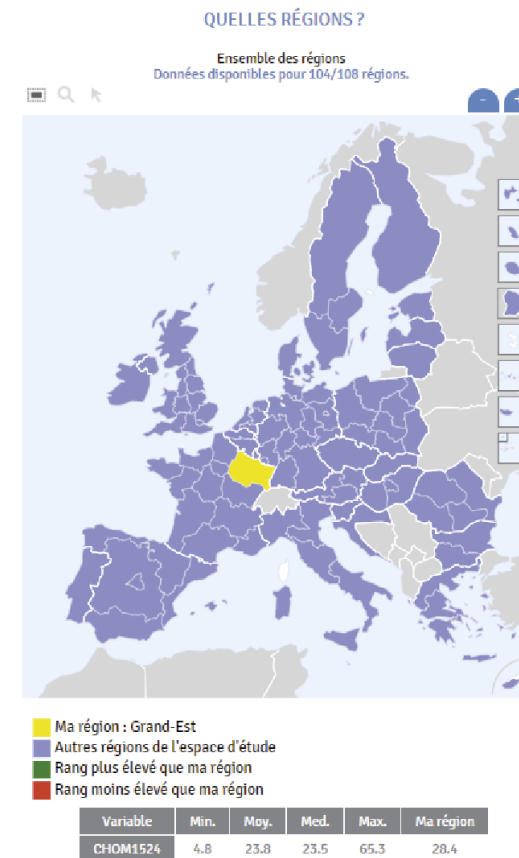 QUELLES RÉGIONS ?
Ensemble des régions
Données disponibles pour 104/108 régions.
-
Ma région : Grand-Est
Autres régions de l'espace d'étude
Rang plus élevé que ma région
Rang moins élevé que ma région
Variable Min. Moy. Med. Max. Ma région
CHOM1524 4.8 23.8 23.5 65.3 28.4